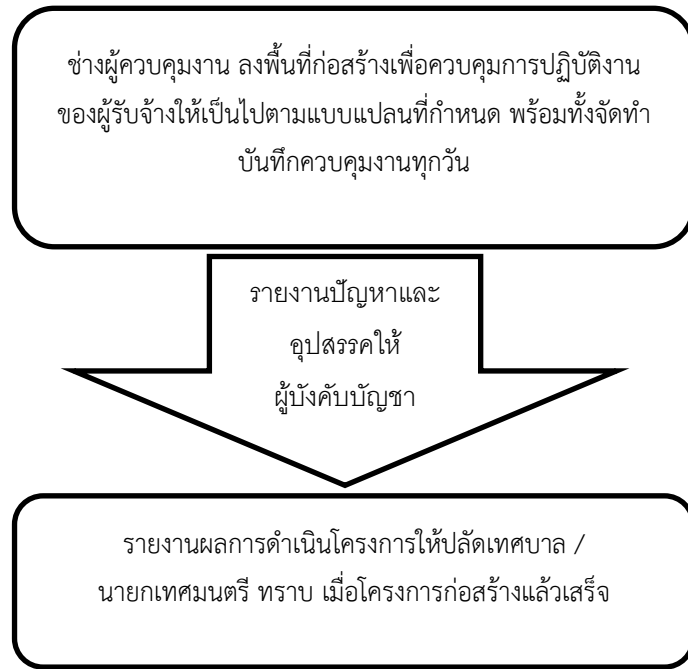 ช่างผู้ควบคุมงาน ลงพื้นที่ก่อสร้างเพื่อควบคุมการปฏิบัติงาน
ของผู้รับจ้างให้เป็นไปตามแบบแปลนที่กำหนด พร้อมทั้งจัดทำ
บันทึกควบคุมงานทุกวัน
รายงานปัญหาและ
อุปสรรคให้
ผู้บังคับบัญชา
รายงานผลการดำเนินโครงการให้ปลัดเทศบาล /
นายกเทศมนตรี ทราบ เมื่อโครงการก่อสร้างแล้วเสร็จ